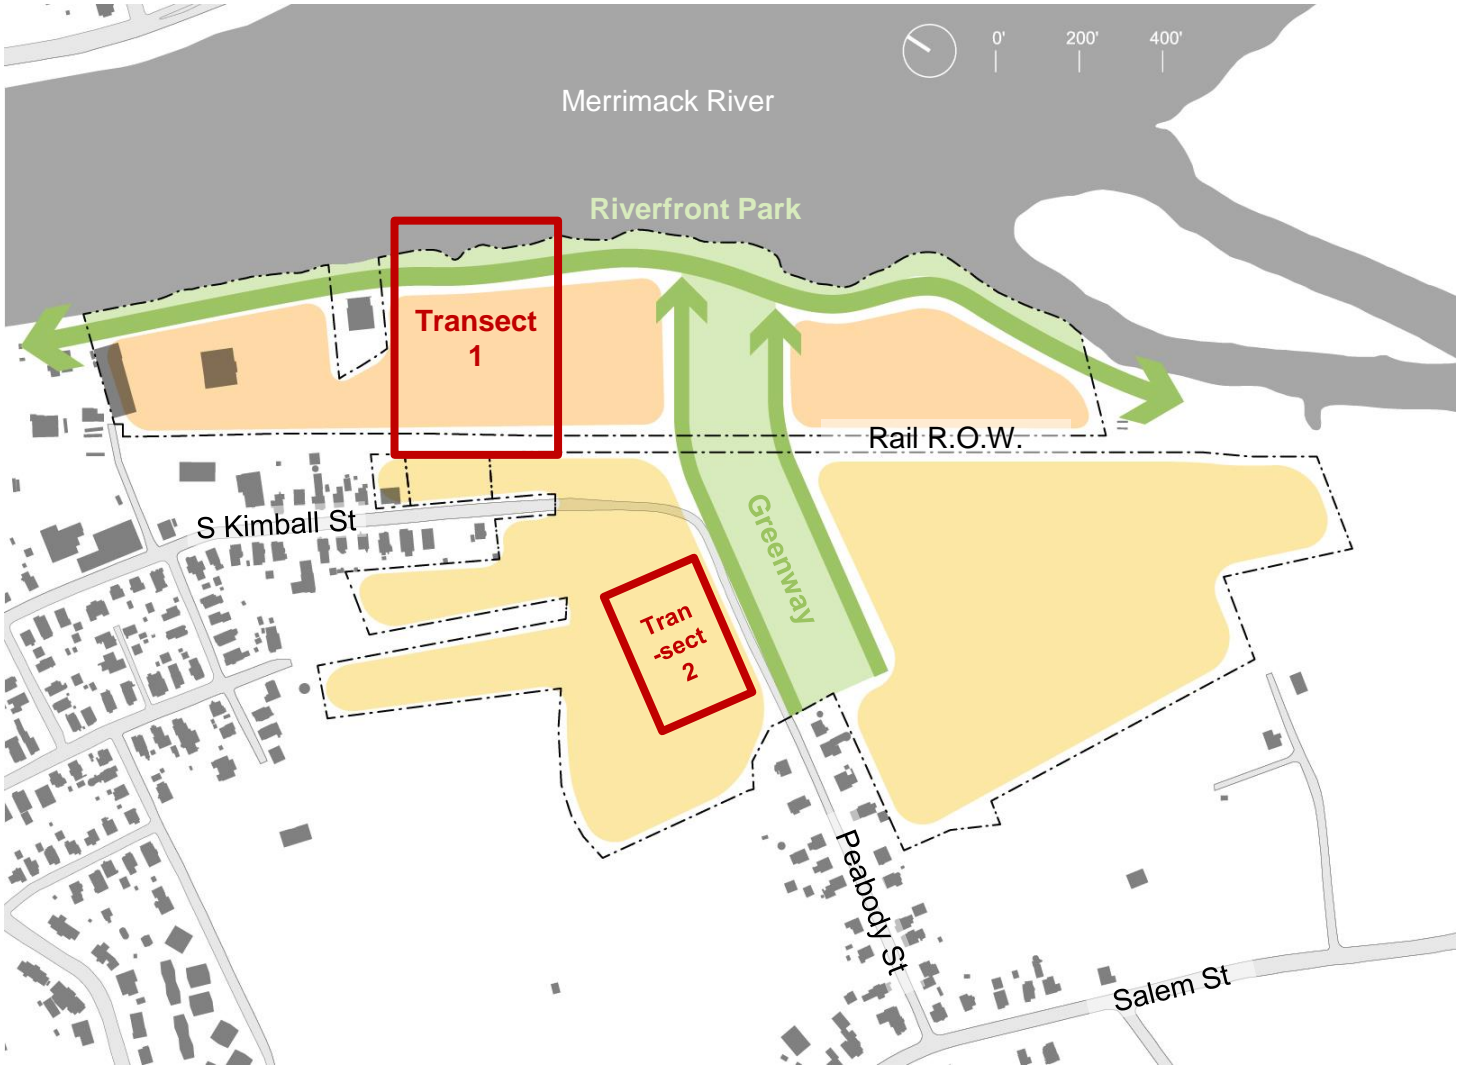 0' 200' 400'
Merrimack River
Riverfront Park
Transect
1
Rail R.O.W.
S Kimball St
Greenway
Tran
-sect
2
Peabody St
Salem St